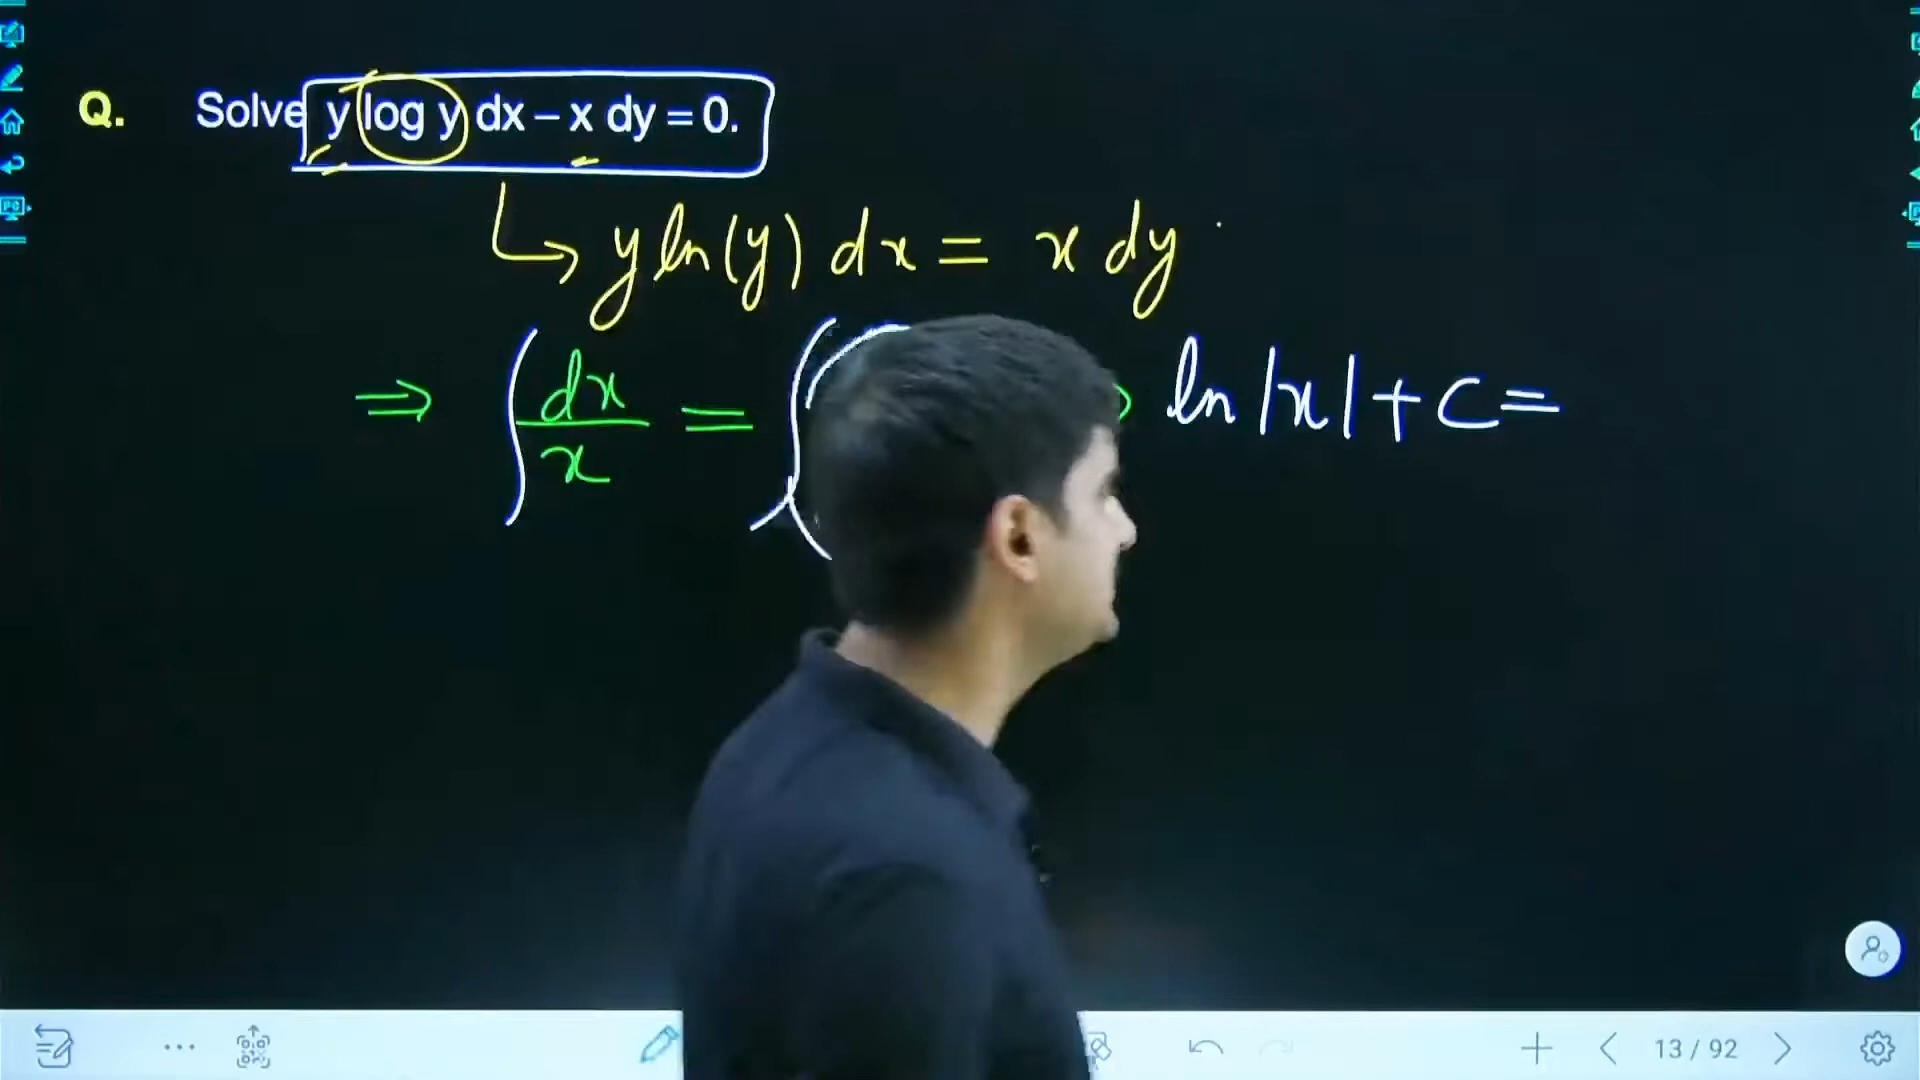 Q. Solve y log y dx – x dy = 0.
y ln(y) dx = x dy
⇒ ∫ dx/x = ∫ ln|x| + c =
13 / 92